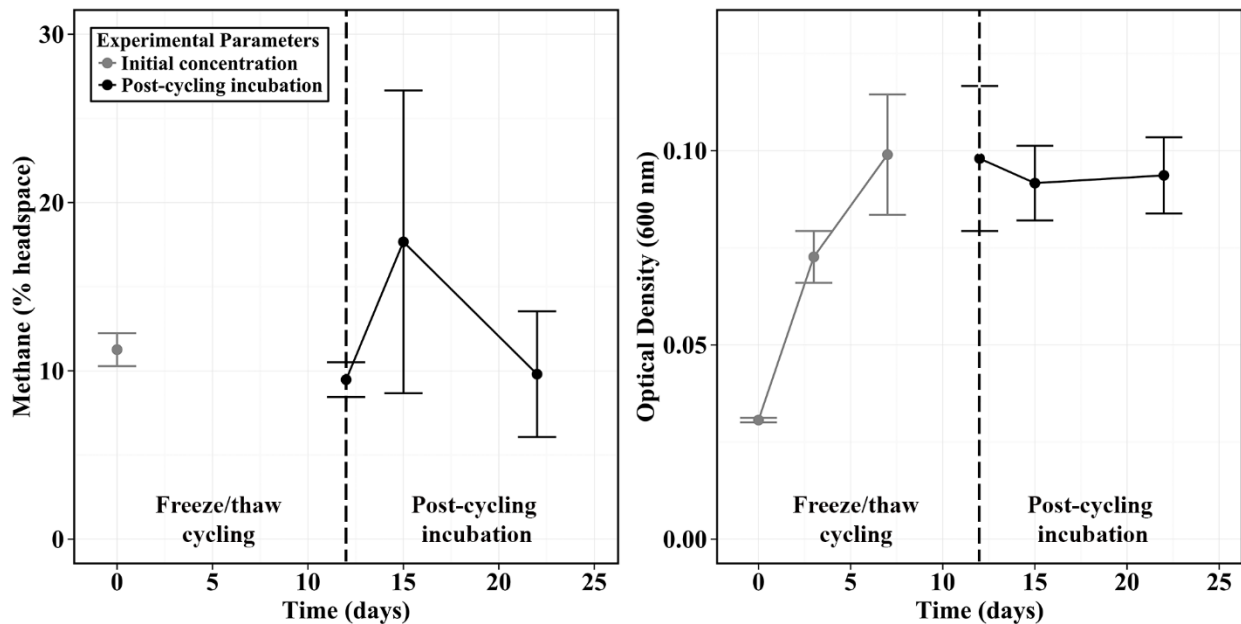 Experimental Parameters
Initial concentration
Post-cycling incubation
Methane (% headspace)
30
20
10
0
Freeze/thaw
cycling
Post-cycling
incubation
0 5 10 15 20 25
Time (days)
Optical Density (600 nm)
0.10
0.05
0.00
Freeze/thaw
cycling
Post-cycling
incubation
0 5 10 15 20 25
Time (days)